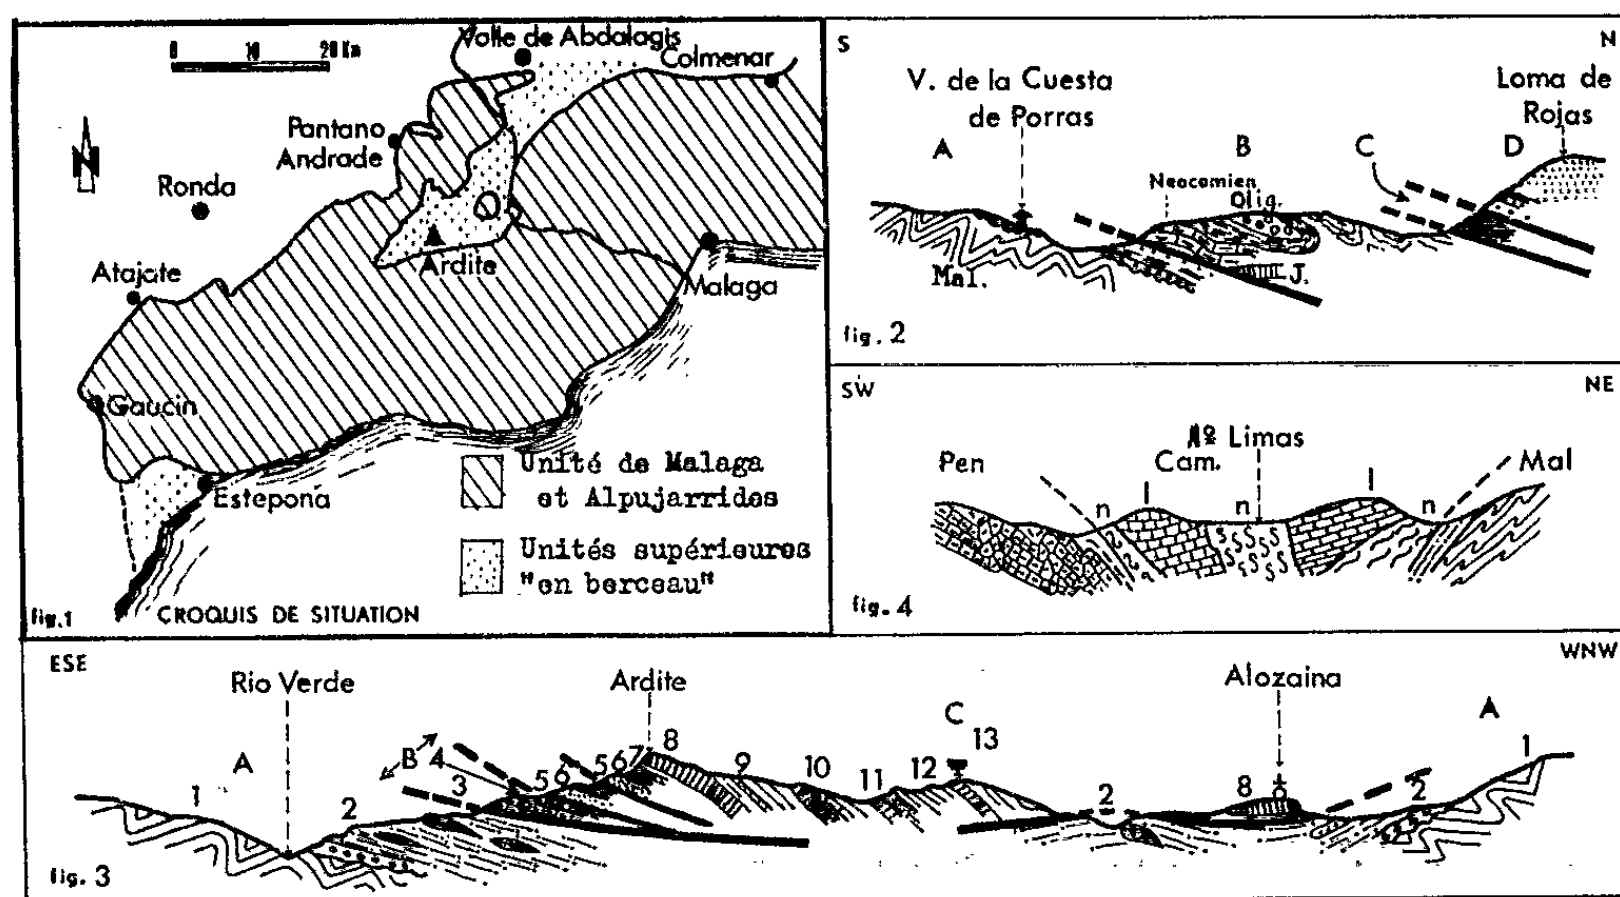 0 10 20 Km
Valle de Abdalagis
Colmenar
Pantano
Andrade
N
Ronda
Ardite
Atajate
Malaga
Gaucin
Estepona
Unité de Malaga
et Alpujarrides
Unités supérieures
"en berceau"
fig.1 CROQUIS DE SITUATION
S N
V. de la Cuesta
de Porras
Loma de
Rojas
A B C D
Neocomien
Olig.
Mal. J.
fig. 2
SW NE
Aº Limas
Pen Cam. Mal
n l n l n
fig. 4
ESE WNW
Rio Verde Ardite Alozaina
A B C A
1 2 3 4 5 6 5 6 7 8 9 10 11 12 13 2 8 2 1
fig. 3